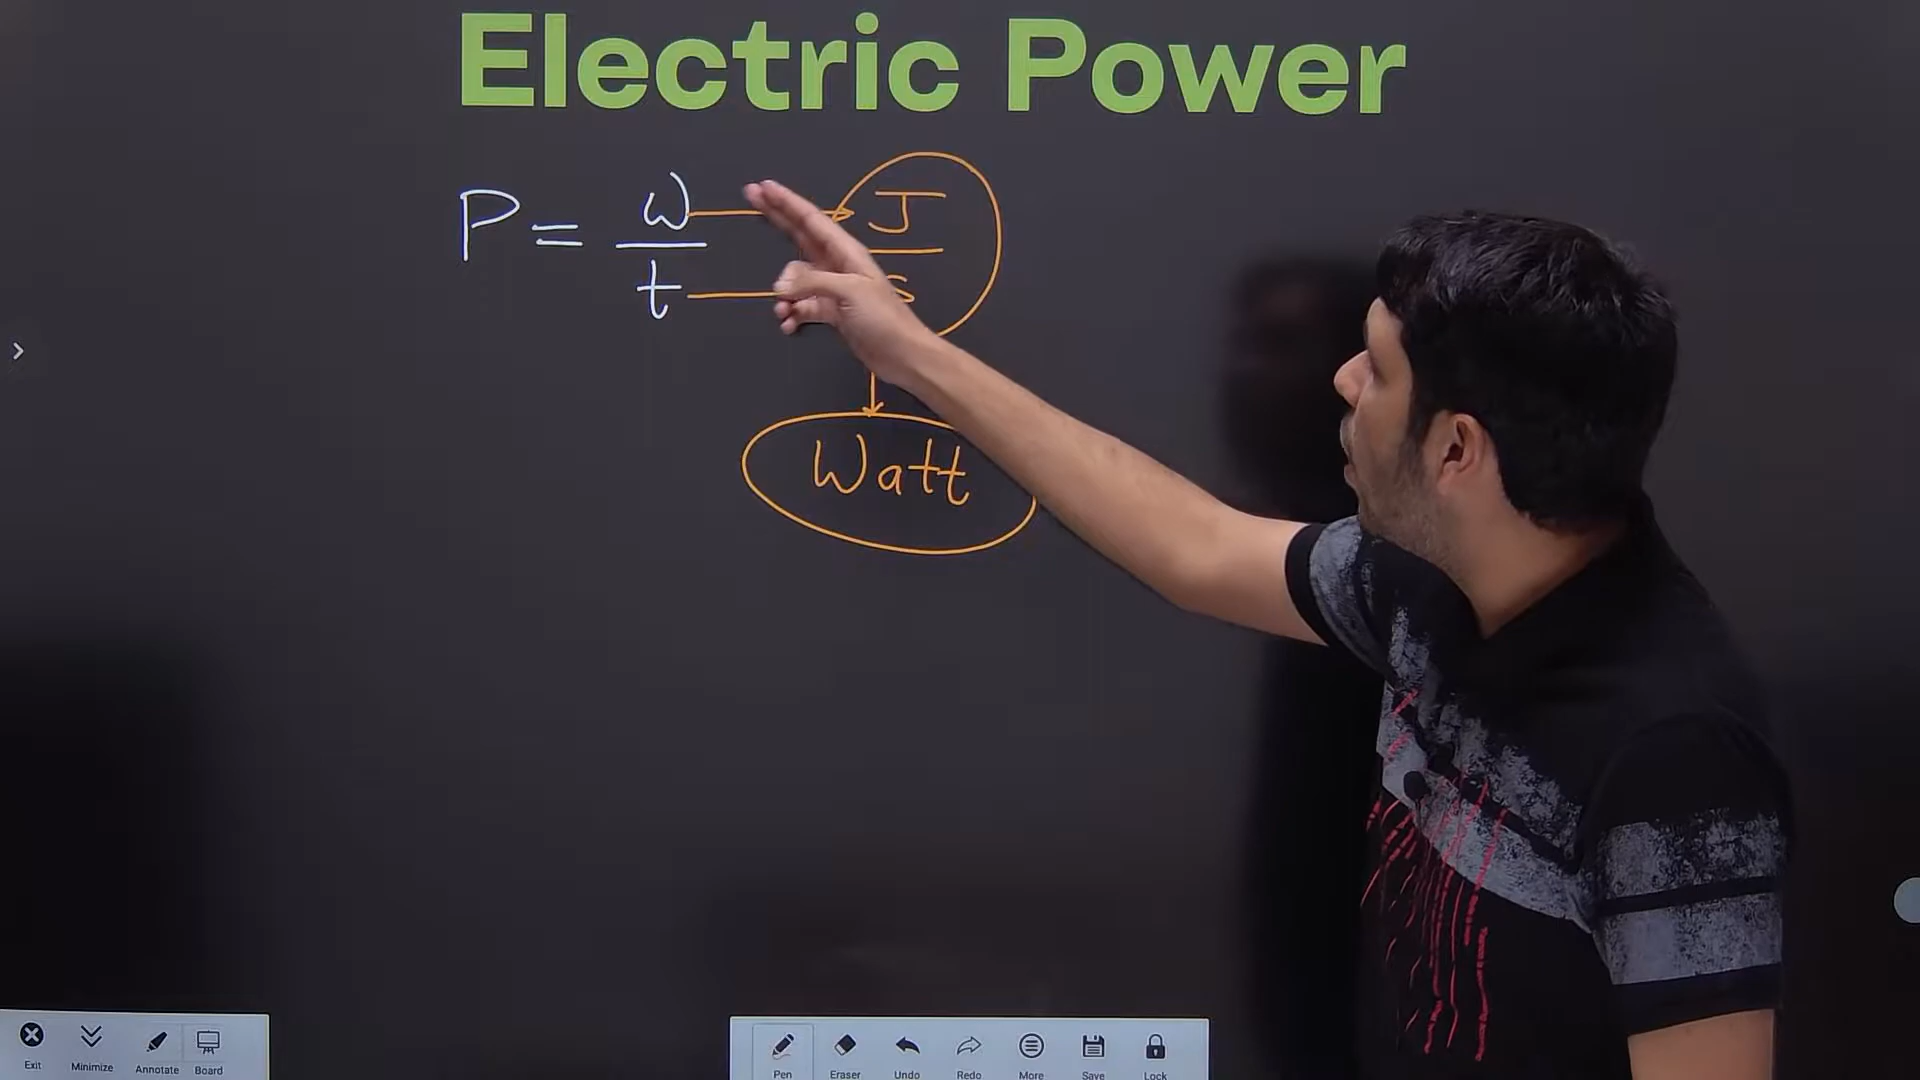 Electric Power
P = W/t → J/s
Watt
Exit Minimize Annotate Board
Pen Eraser Undo Redo More Save Lock